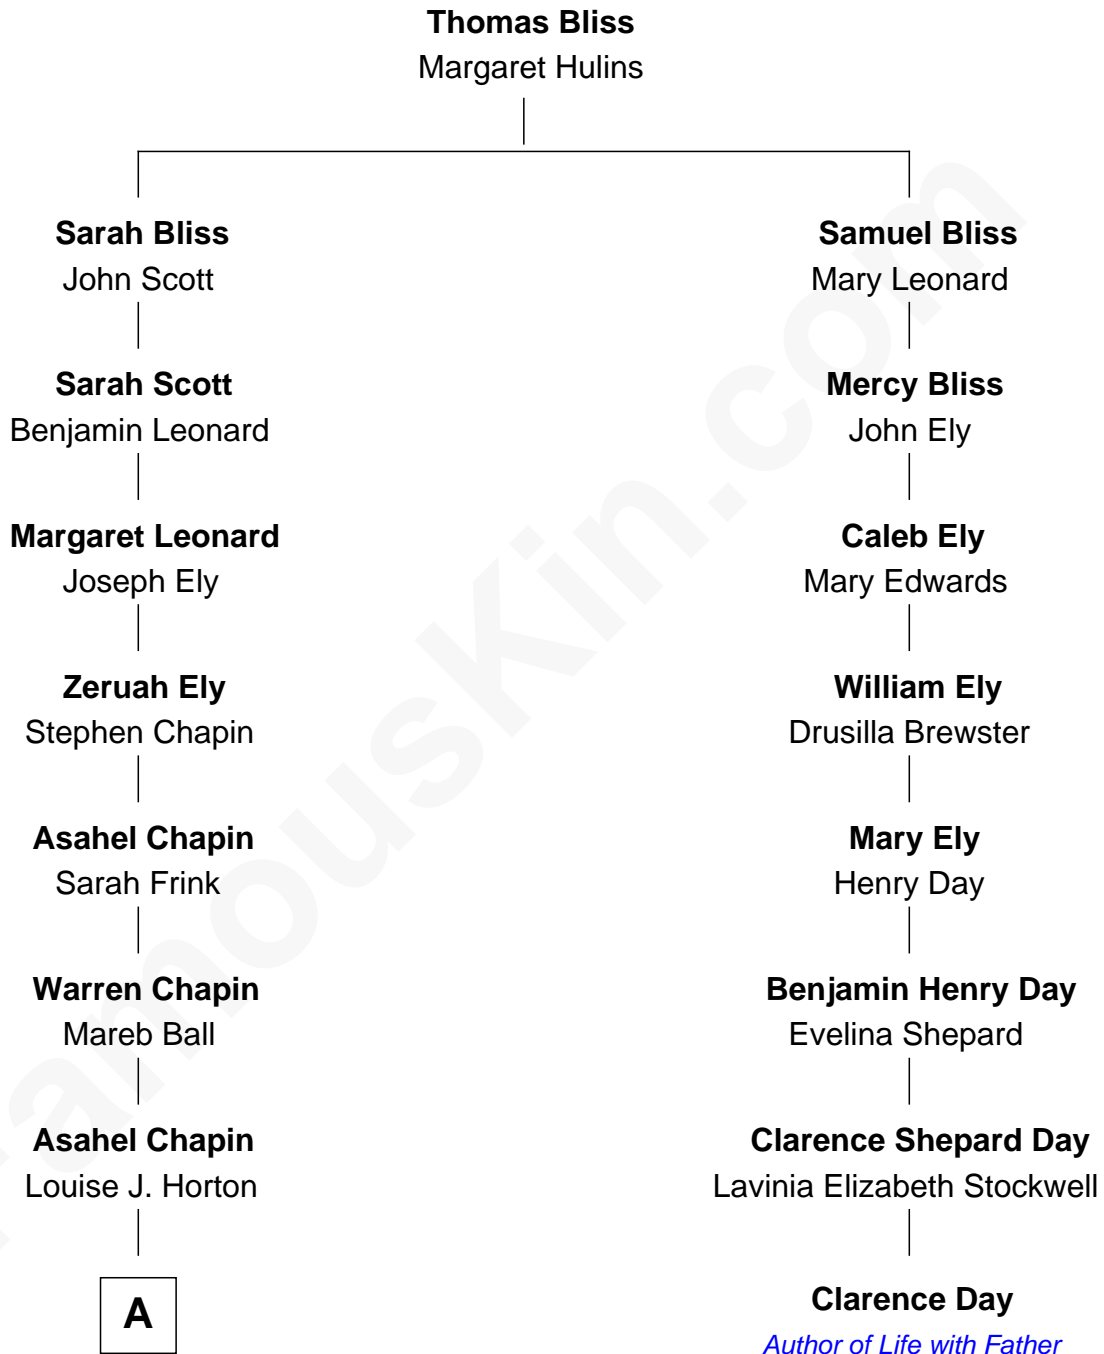 Thomas Bliss
Margaret Hulins
Sarah Bliss
John Scott
Samuel Bliss
Mary Leonard
Sarah Scott
Benjamin Leonard
Mercy Bliss
John Ely
Margaret Leonard
Joseph Ely
Caleb Ely
Mary Edwards
Zeruah Ely
Stephen Chapin
William Ely
Drusilla Brewster
Asahel Chapin
Sarah Frink
Mary Ely
Henry Day
Warren Chapin
Mareb Ball
Benjamin Henry Day
Evelina Shepard
Asahel Chapin
Louise J. Horton
Clarence Shepard Day
Lavinia Elizabeth Stockwell
A
Clarence Day
Author of Life with Father
FamousKin.com